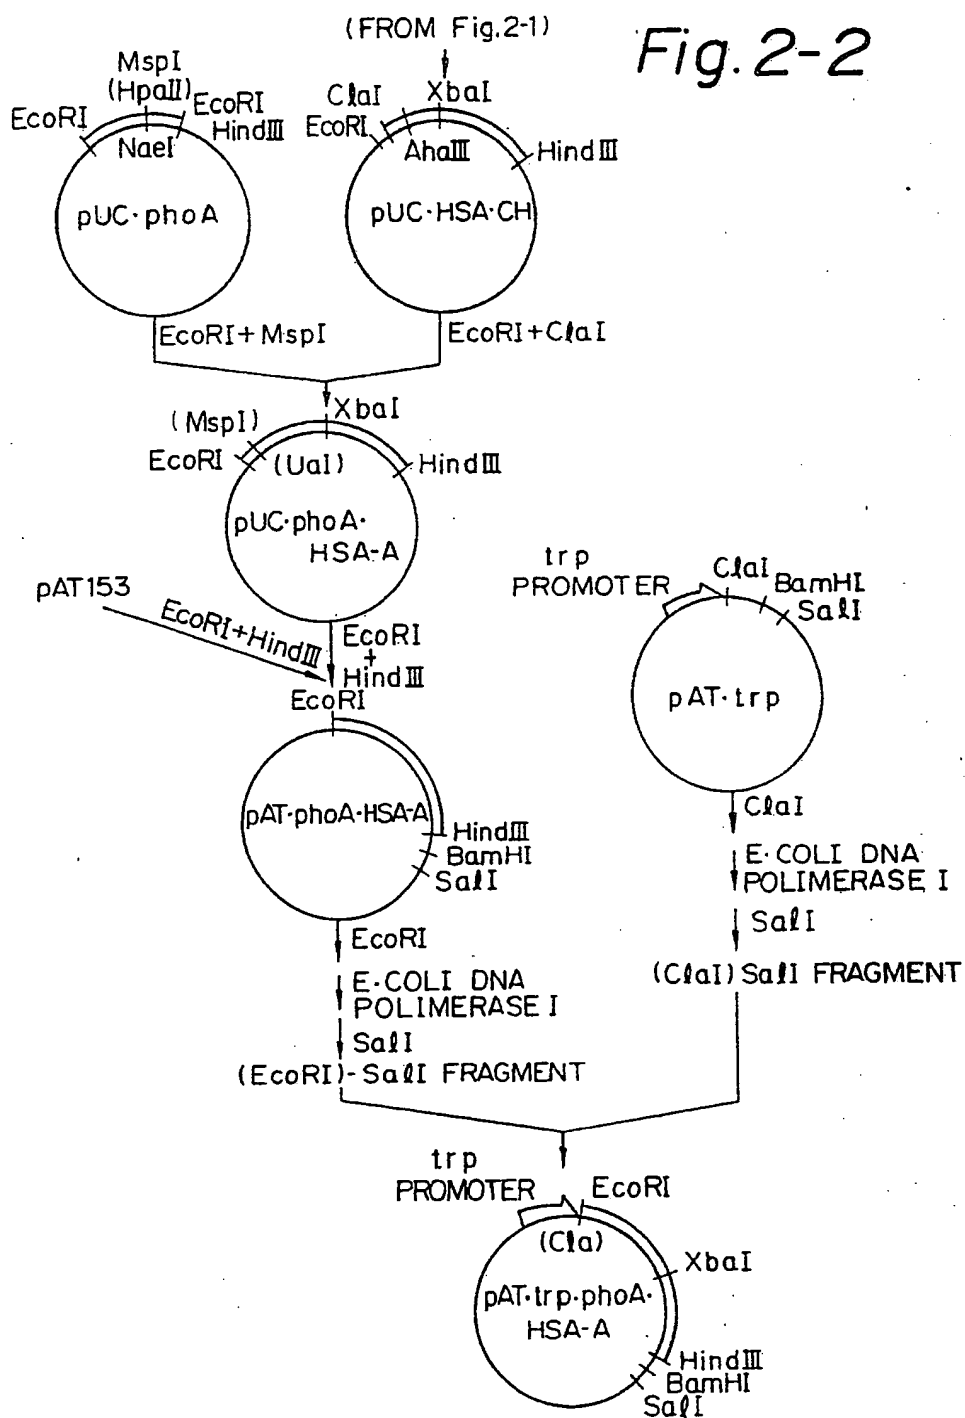 (FROM Fig.2-1)
Fig. 2-2
MspI
(HpaII)
EcoRI
EcoRI
HindIII
NaeI
pUC·phoA
ClaI
XbaI
EcoRI
AhaIII
HindIII
pUC·HSA·CH
EcoRI+MspI
EcoRI+ClaI
(MspI)
XbaI
EcoRI
(UaI)
HindIII
pUC·phoA·
HSA-A
pAT153
EcoRI+HindIII
EcoRI
+
HindIII
EcoRI
pAT·phoA·HSA-A
HindIII
BamHI
SalI
trp
PROMOTER
ClaI
BamHI
SalI
pAT·trp
ClaI
E·COLI DNA
POLIMERASE I
SalI
(ClaI) SalI FRAGMENT
EcoRI
E·COLI DNA
POLIMERASE I
SalI
(EcoRI)-SalI FRAGMENT
trp
PROMOTER
EcoRI
(Cla)
XbaI
pAT·trp·phoA·
HSA-A
HindIII
BamHI
SalI